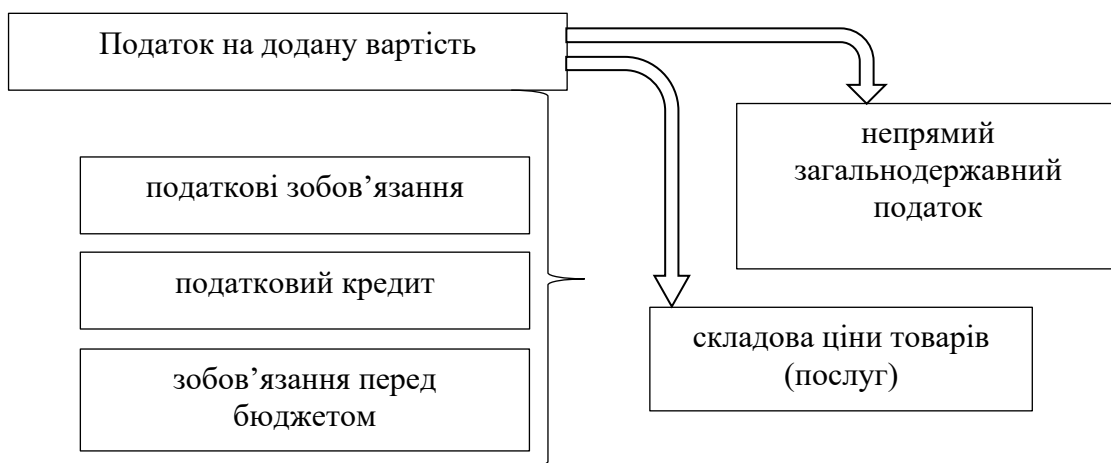 Податок на додану вартість
непрямий
загальнодержавний
податок
податкові зобов’язання
податковий кредит
складова ціни товарів
(послуг)
зобов’язання перед
бюджетом